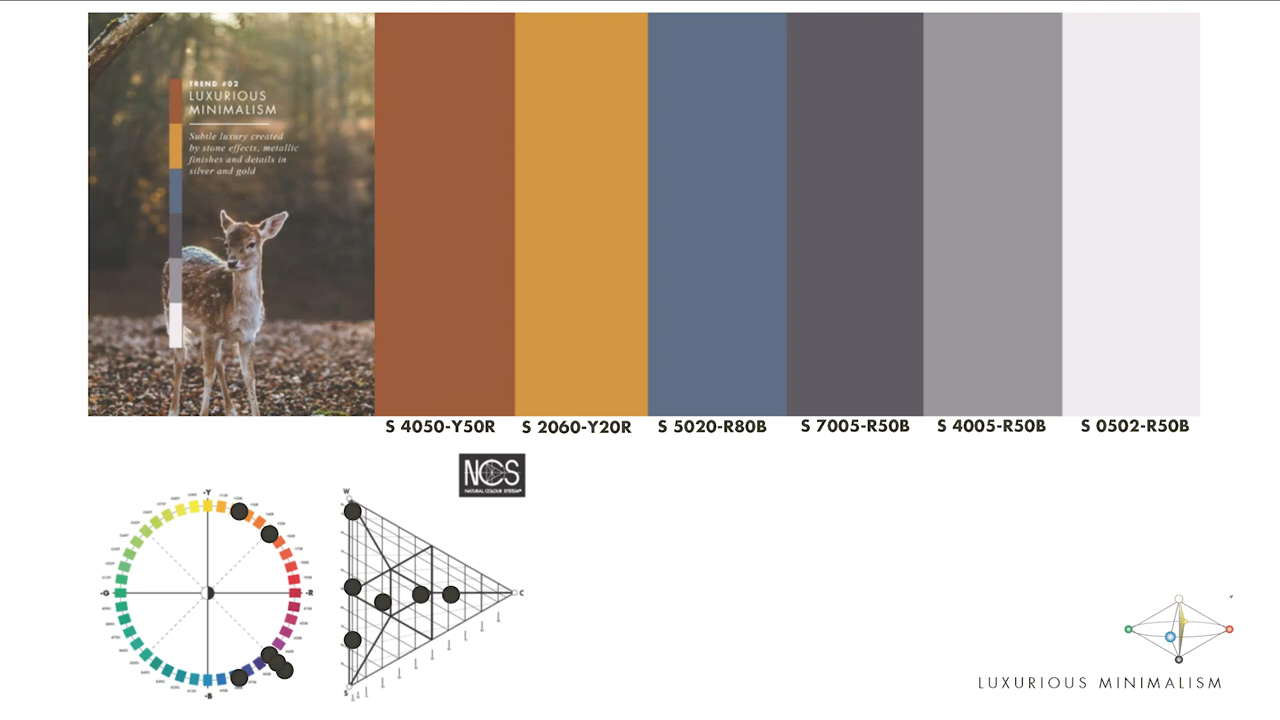 TREND #02
LUXURIOUS
MINIMALISM
Subtle luxury created
by stone effects, metallic
finishes and details in
silver and gold
S 4050-Y50R
S 2060-Y20R
S 5020-R80B
S 7005-R50B
S 4005-R50B
S 0502-R50B
NCS
NATURAL COLOUR SYSTEM
-Y
W
-G
-R
C
-B
S
LUXURIOUS MINIMALISM